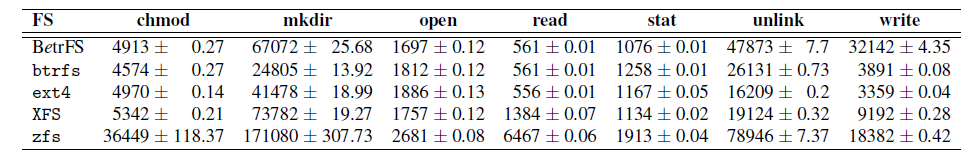 FS chmod mkdir open read stat unlink write
BetrFS 4913 ± 0.27 67072 ± 25.68 1697 ± 0.12 561 ± 0.01 1076 ± 0.01 47873 ± 7.7 32142 ± 4.35
btrfs 4574 ± 0.27 24805 ± 13.92 1812 ± 0.12 561 ± 0.01 1258 ± 0.01 26131 ± 0.73 3891 ± 0.08
ext4 4970 ± 0.14 41478 ± 18.99 1886 ± 0.13 556 ± 0.01 1167 ± 0.05 16209 ± 0.2 3359 ± 0.04
XFS 5342 ± 0.21 73782 ± 19.27 1757 ± 0.12 1384 ± 0.07 1134 ± 0.02 19124 ± 0.32 9192 ± 0.28
zfs 36449 ± 118.37 171080 ± 307.73 2681 ± 0.08 6467 ± 0.06 1913 ± 0.04 78946 ± 7.37 18382 ± 0.42